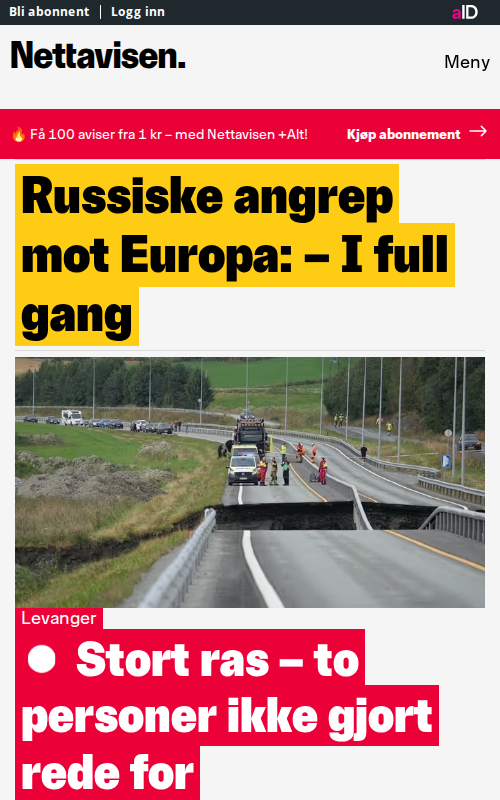 Bli abonnent | Logg inn
aID
Nettavisen.
Meny
🔥 Få 100 aviser fra 1 kr – med Nettavisen +Alt!
Kjøp abonnement →
Russiske angrep
mot Europa: – I full
gang
Levanger
Stort ras – to
personer ikke gjort
rede for